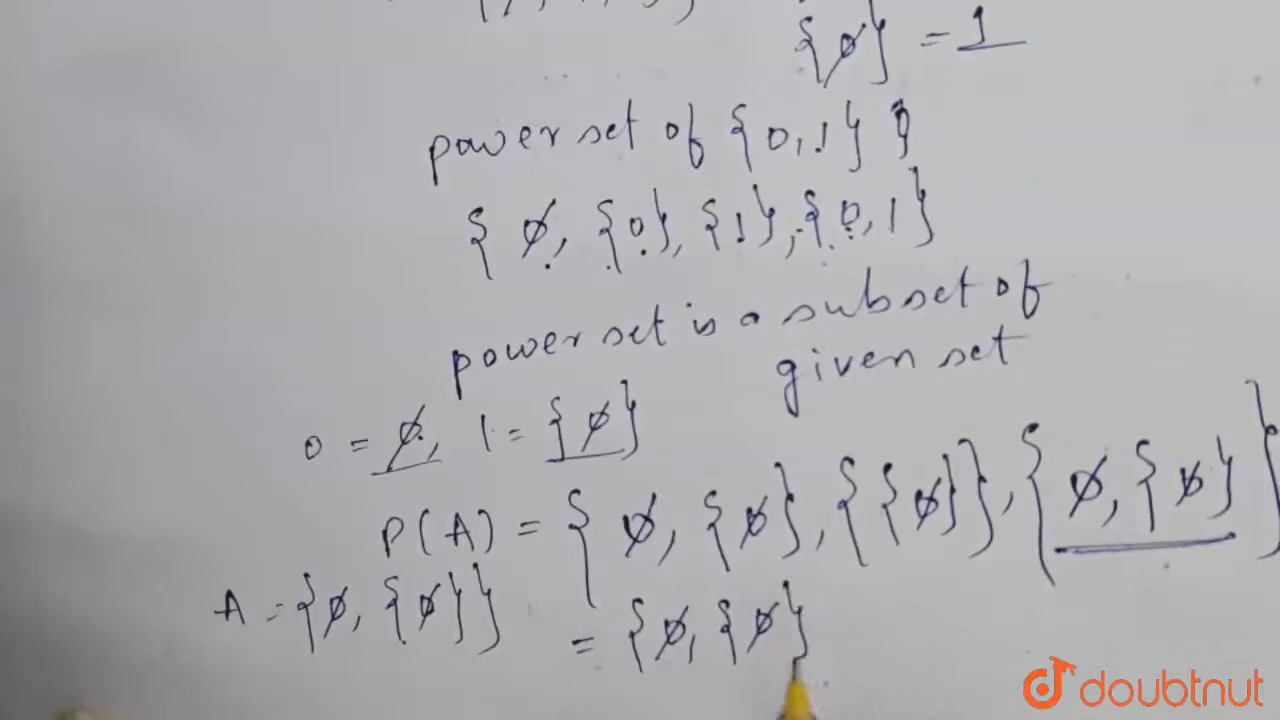 {φ} = 1
power set of {0,1}
{ φ, {0}, {1}, {0,1}
power set is a subset of
given set
0 = φ, 1 = {φ}
P(A) = { φ, {φ}, {{φ}}, { φ, {φ} }
A = {φ, {φ}}
= {φ, {φ}
doubtnut